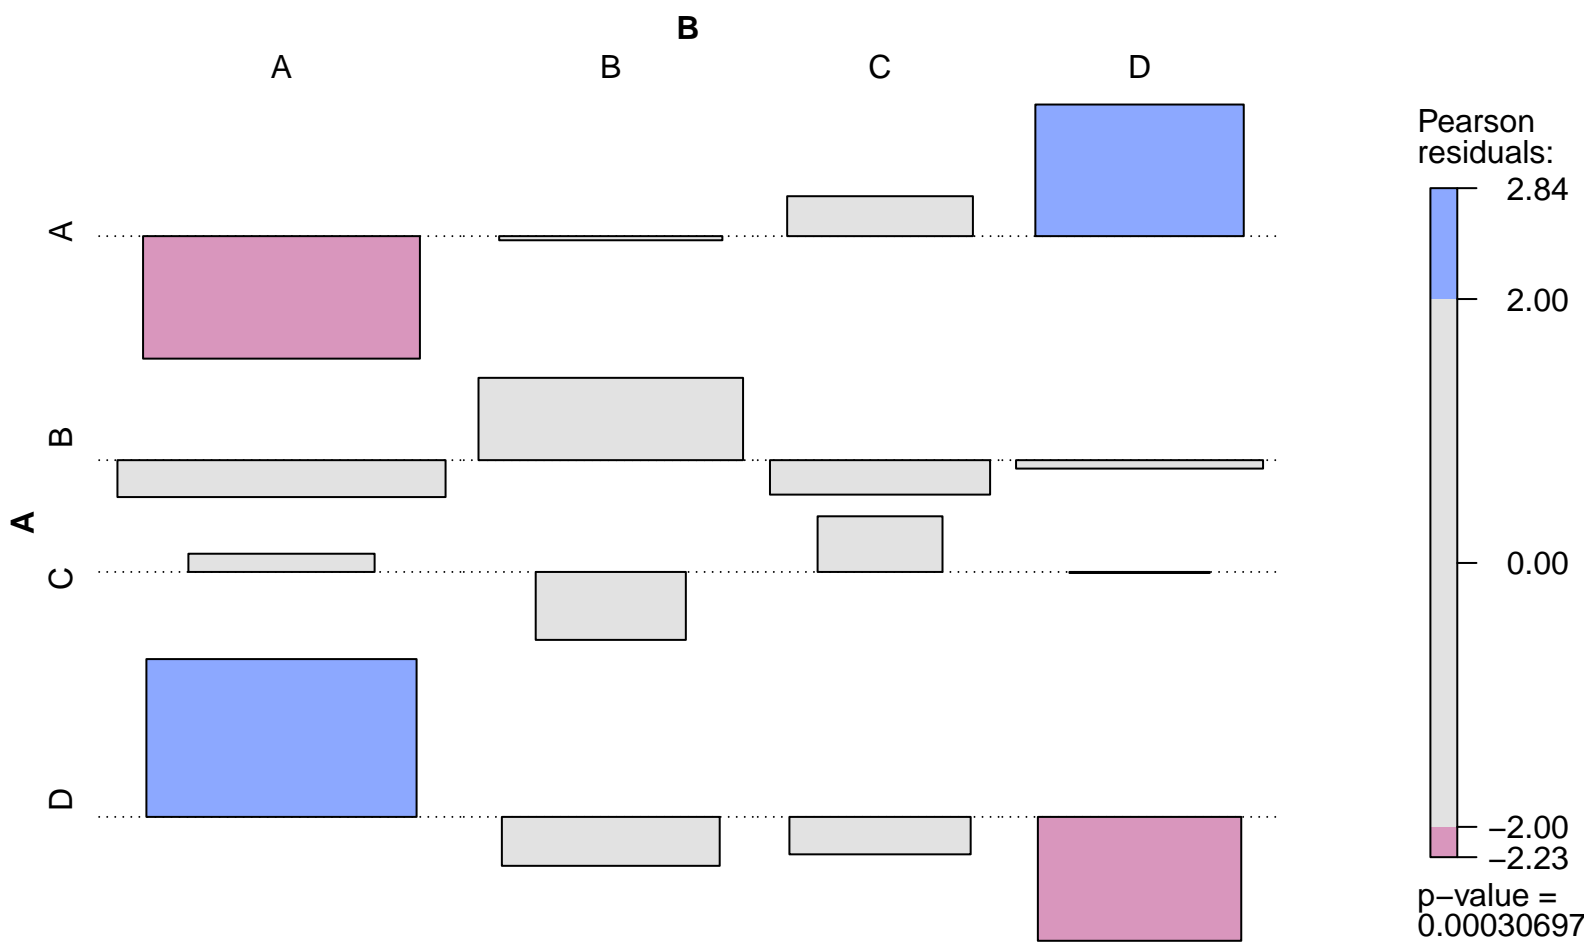 B
A B C D
A
B
C
D
A
Pearson
residuals:
2.84
2.00
0.00
−2.00
−2.23
p−value =
0.00030697